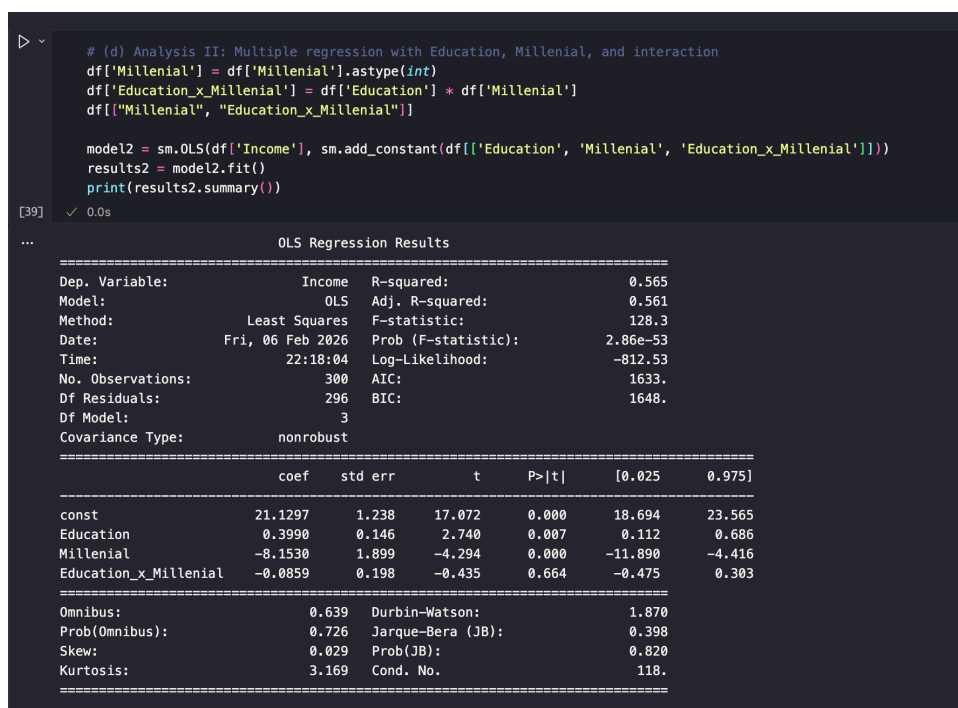 # (d) Analysis II: Multiple regression with Education, Millenial, and interaction
df['Millenial'] = df['Millenial'].astype(int)
df['Education_x_Millenial'] = df['Education'] * df['Millenial']
df[["Millenial", "Education_x_Millenial"]]

model2 = sm.OLS(df['Income'], sm.add_constant(df[['Education', 'Millenial', 'Education_x_Millenial']]))
results2 = model2.fit()
print(results2.summary())
[39] ✓ 0.0s
...
OLS Regression Results
==============================================================================
Dep. Variable: Income R-squared: 0.565
Model: OLS Adj. R-squared: 0.561
Method: Least Squares F-statistic: 128.3
Date: Fri, 06 Feb 2026 Prob (F-statistic): 2.86e-53
Time: 22:18:04 Log-Likelihood: -812.53
No. Observations: 300 AIC: 1633.
Df Residuals: 296 BIC: 1648.
Df Model: 3
Covariance Type: nonrobust
=========================================================================================
coef std err t P>|t| [0.025 0.975]
-----------------------------------------------------------------------------------------
const 21.1297 1.238 17.072 0.000 18.694 23.565
Education 0.3990 0.146 2.740 0.007 0.112 0.686
Millenial -8.1530 1.899 -4.294 0.000 -11.890 -4.416
Education_x_Millenial -0.0859 0.198 -0.435 0.664 -0.475 0.303
==============================================================================
Omnibus: 0.639 Durbin-Watson: 1.870
Prob(Omnibus): 0.726 Jarque-Bera (JB): 0.398
Skew: 0.029 Prob(JB): 0.820
Kurtosis: 3.169 Cond. No. 118.
==============================================================================